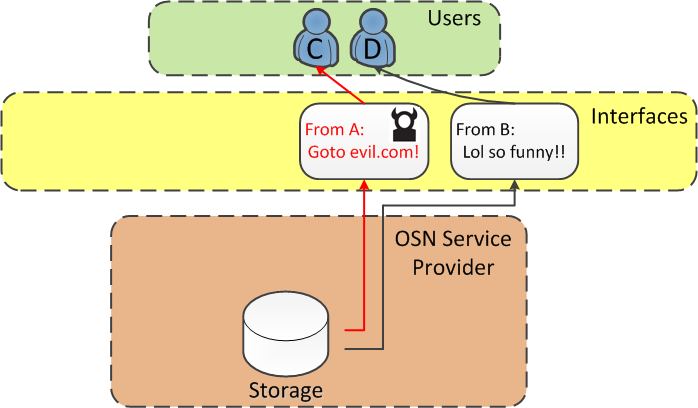 Users
C
D
Interfaces
From A:
Goto evil.com!
From B:
Lol so funny!!
OSN Service
Provider
Storage